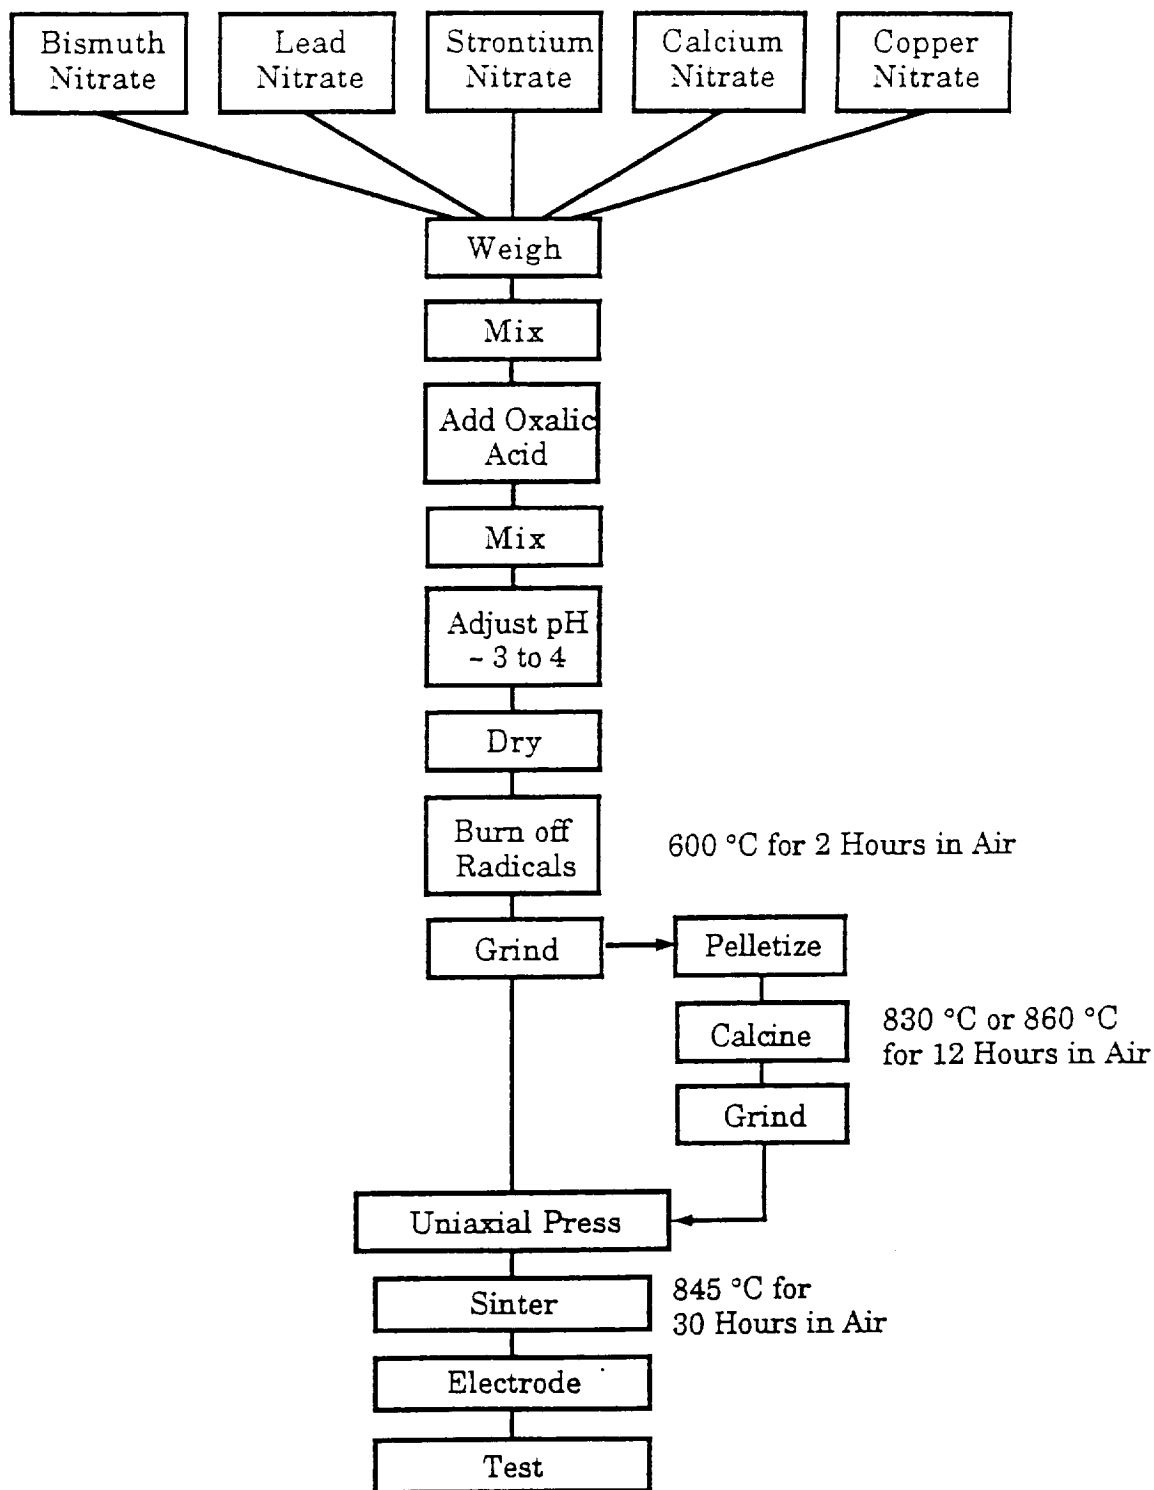 Bismuth
Nitrate
Lead
Nitrate
Strontium
Nitrate
Calcium
Nitrate
Copper
Nitrate
Weigh
Mix
Add Oxalic
Acid
Mix
Adjust pH
~ 3 to 4
Dry
Burn off
Radicals
600 °C for 2 Hours in Air
Grind
Pelletize
Calcine
830 °C or 860 °C
for 12 Hours in Air
Grind
Uniaxial Press
Sinter
845 °C for
30 Hours in Air
Electrode
Test